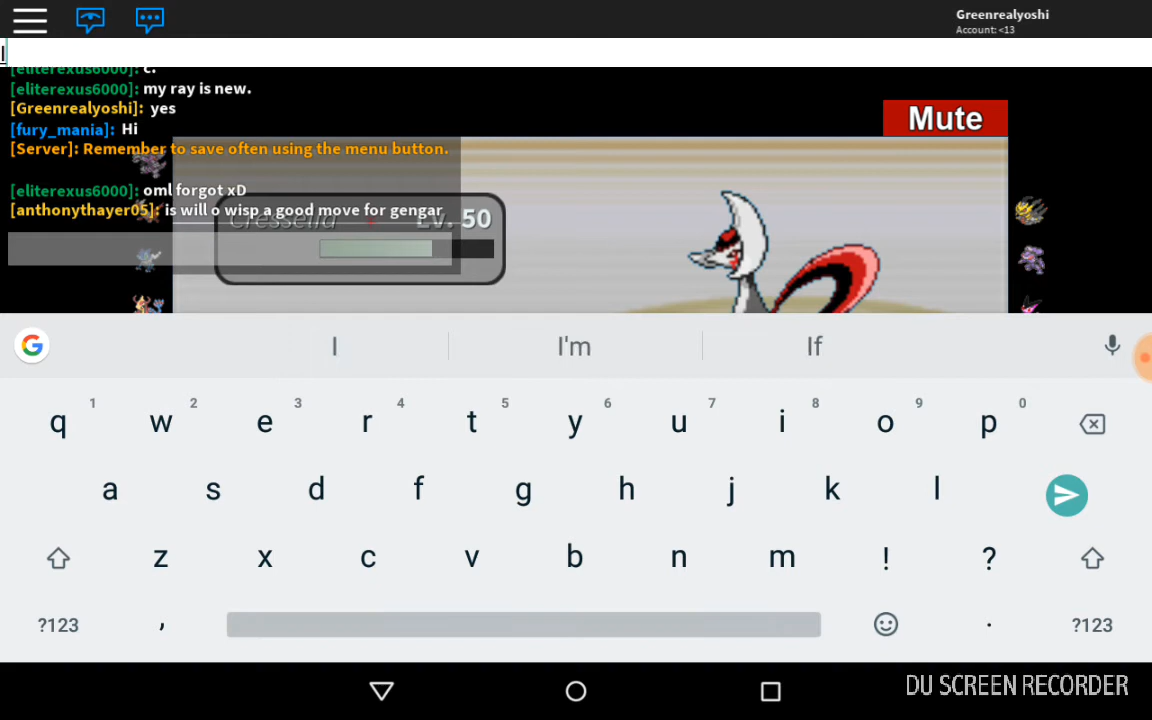 Greenrealyoshi
Account: <13
I
[eliterexus6000]: c.
[eliterexus6000]: my ray is new.
[Greenrealyoshi]: yes
[fury_mania]: Hi
Mute
[Server]: Remember to save often using the menu button.
[eliterexus6000]: oml forgot xD
[anthonythayer05]: is will o wisp a good move for gengar
Cresselia Lv. 50
G I I'm If
1 2 3 4 5 6 7 8 9 0
q w e r t y u i o p
a s d f g h j k l
z x c v b n m ! ?
?123 , . ?123
DU SCREEN RECORDER